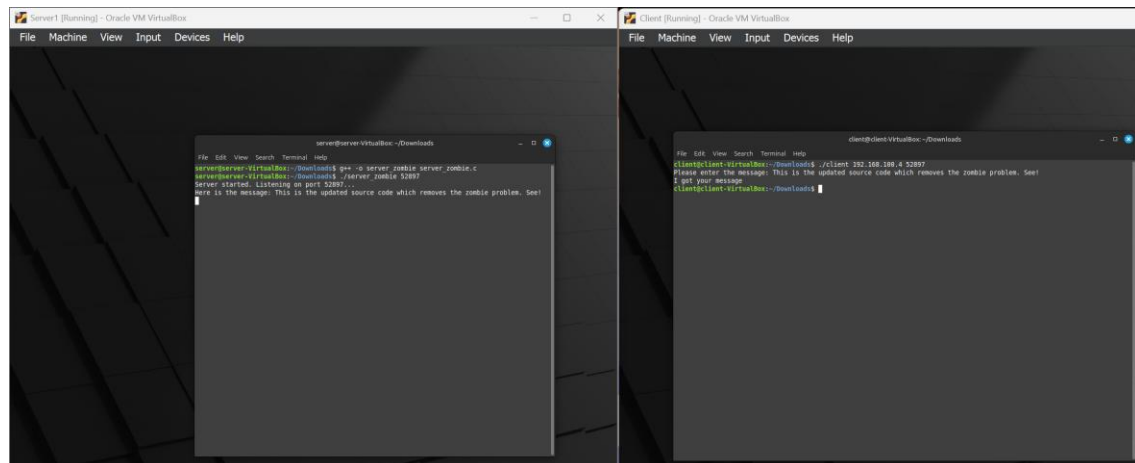 Server1 [Running] - Oracle VM VirtualBox
File Machine View Input Devices Help
server@server-VirtualBox: ~/Downloads
File Edit View Search Terminal Help
server@server-VirtualBox:~/Downloads$ g++ -o server_zombie server_zombie.c
server@server-VirtualBox:~/Downloads$ ./server_zombie 52897
Server started. Listening on port 52897...
Here is the message: This is the updated source code which removes the zombie problem. See!
Client [Running] - Oracle VM VirtualBox
File Machine View Input Devices Help
client@client-VirtualBox: ~/Downloads
File Edit View Search Terminal Help
client@client-VirtualBox:~/Downloads$ ./client 192.168.100.4 52897
Please enter the message: This is the updated source code which removes the zombie problem. See!
I got your message
client@client-VirtualBox:~/Downloads$